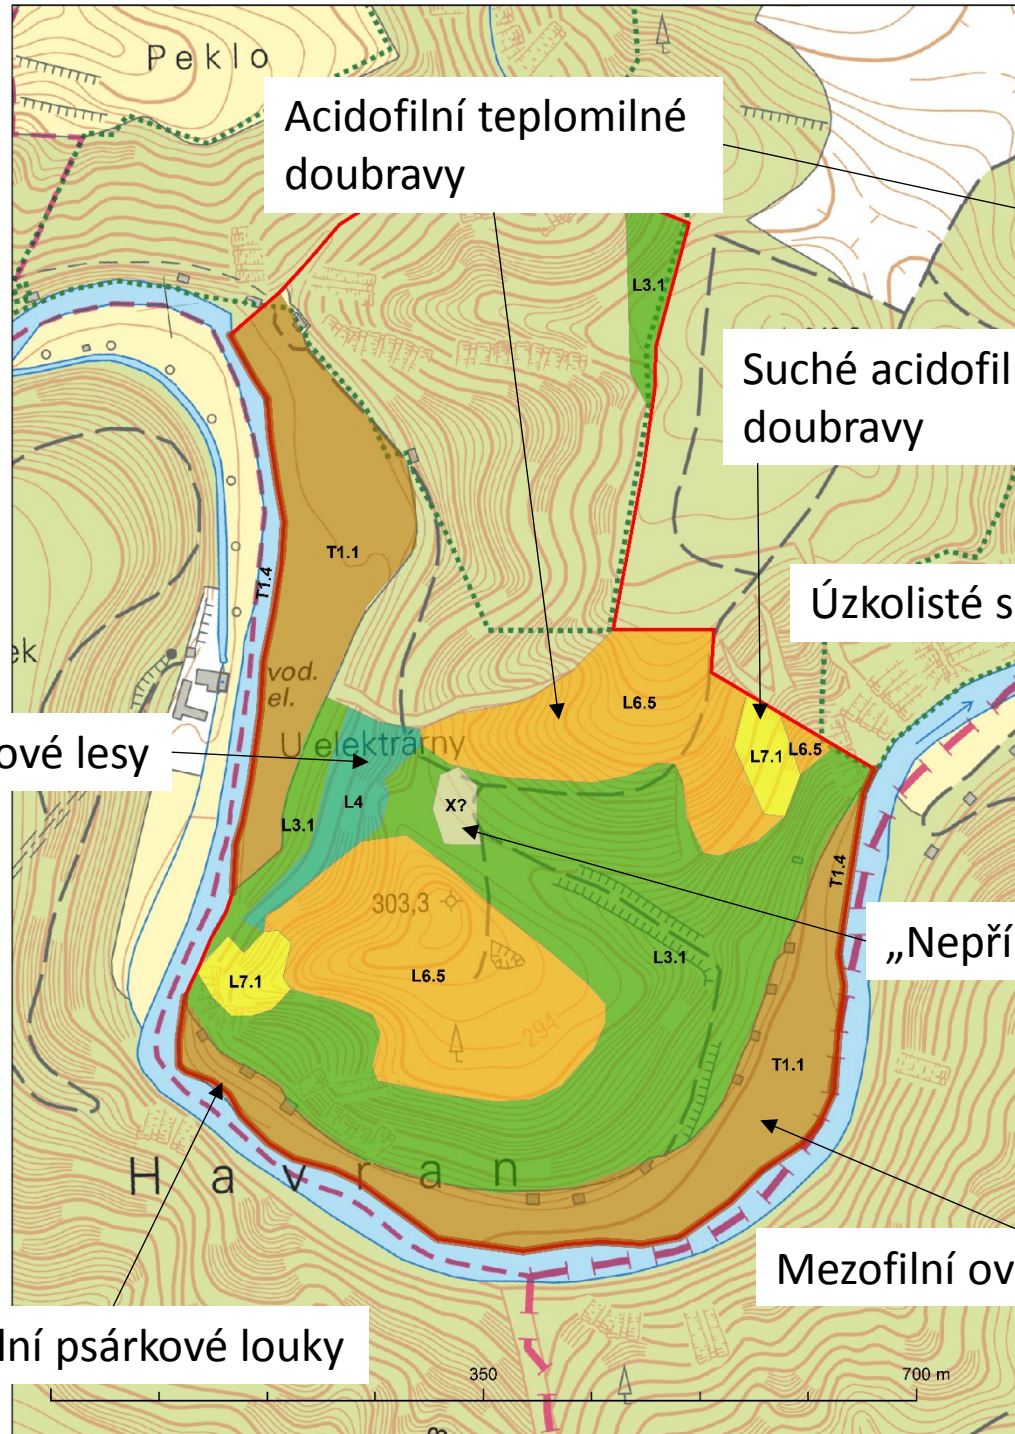 Peklo
Acidofilní teplomilné
doubravy
L3.1
Suché acidofil
doubravy
T1.1
T1.4
Úzkolisté s
ek
vod.
el.
L6.5
ové lesy
U elektrárny
L7.1
L6.5
L4
X?
L3.1
T1.4
303,3
„Nepří
L3.1
L7.1
L6.5
294
T1.1
Havran
Mezofilní ov
lní psárkové louky
350
700 m